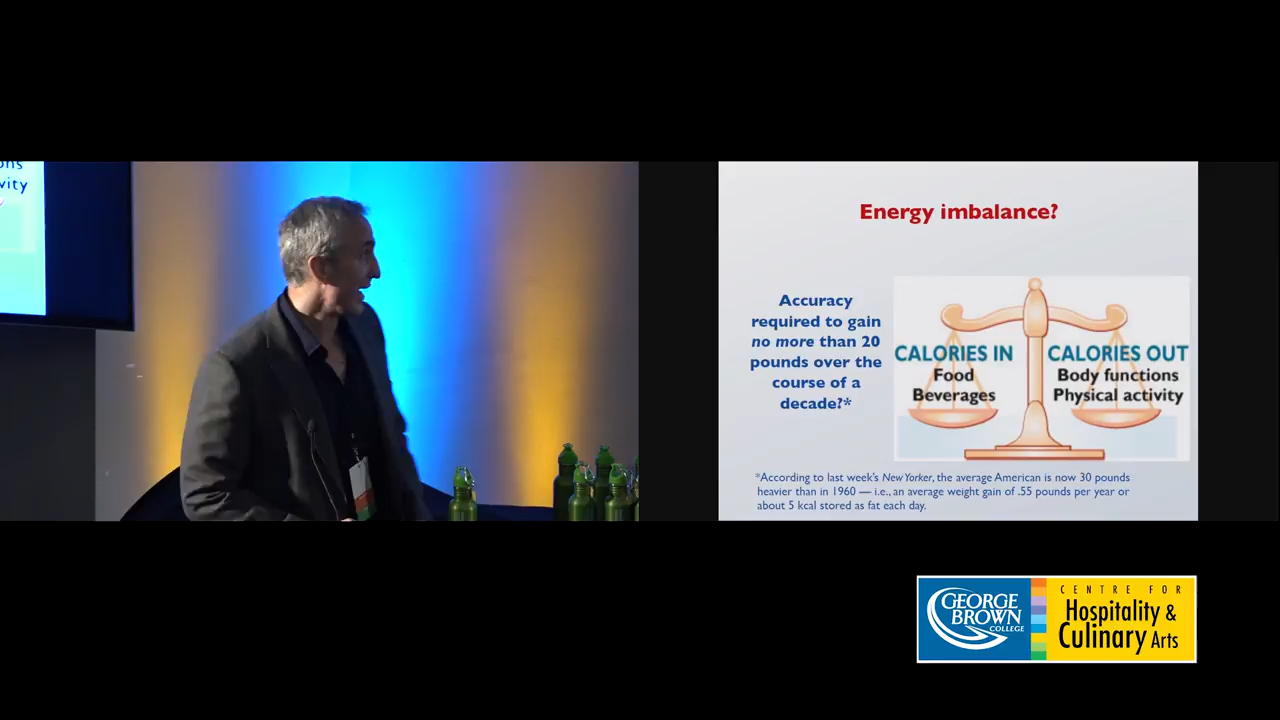 ons
vity
Energy imbalance?
Accuracy
required to gain
no more than 20
pounds over the
course of a
decade?*
CALORIES IN
Food
Beverages
CALORIES OUT
Body functions
Physical activity
*According to last week's New Yorker, the average American is now 30 pounds
heavier than in 1960 — i.e., an average weight gain of .55 pounds per year or
about 5 kcal stored as fat each day.
GEORGE
BROWN
COLLEGE
CENTRE FOR
Hospitality &
Culinary Arts